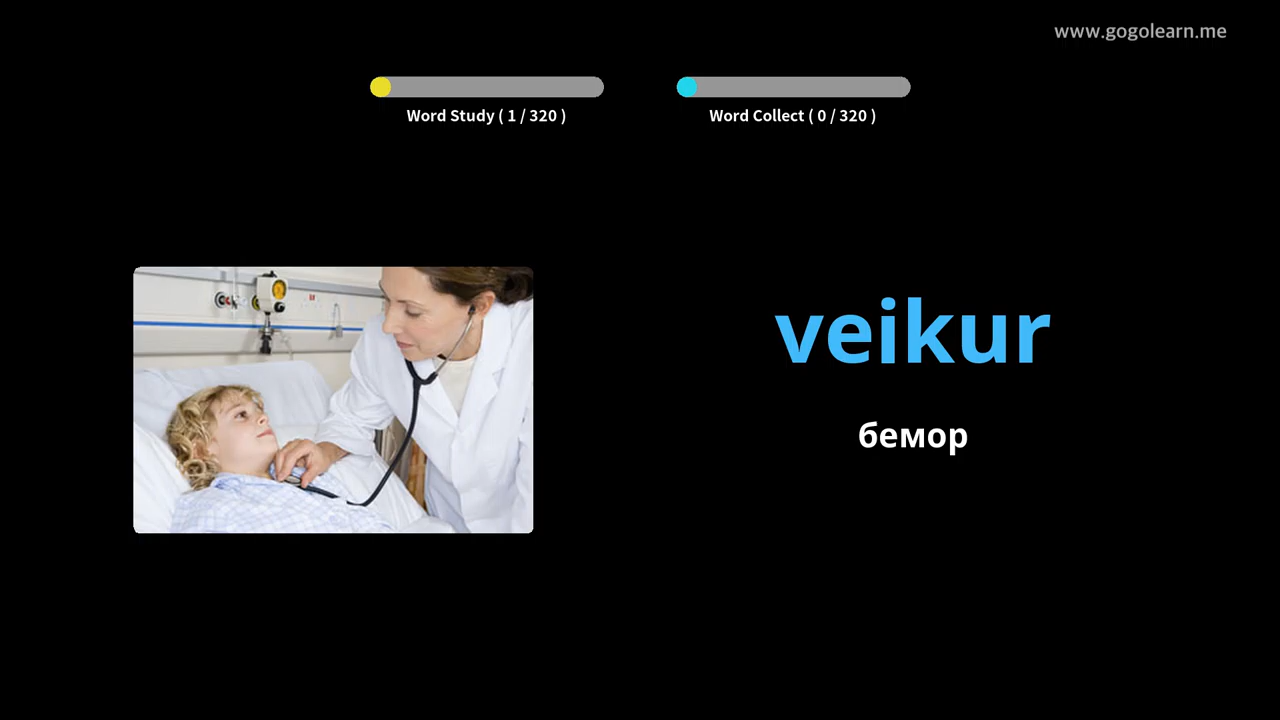 www.gogolearn.me
Word Study ( 1 / 320 )
Word Collect ( 0 / 320 )
veikur
бемор